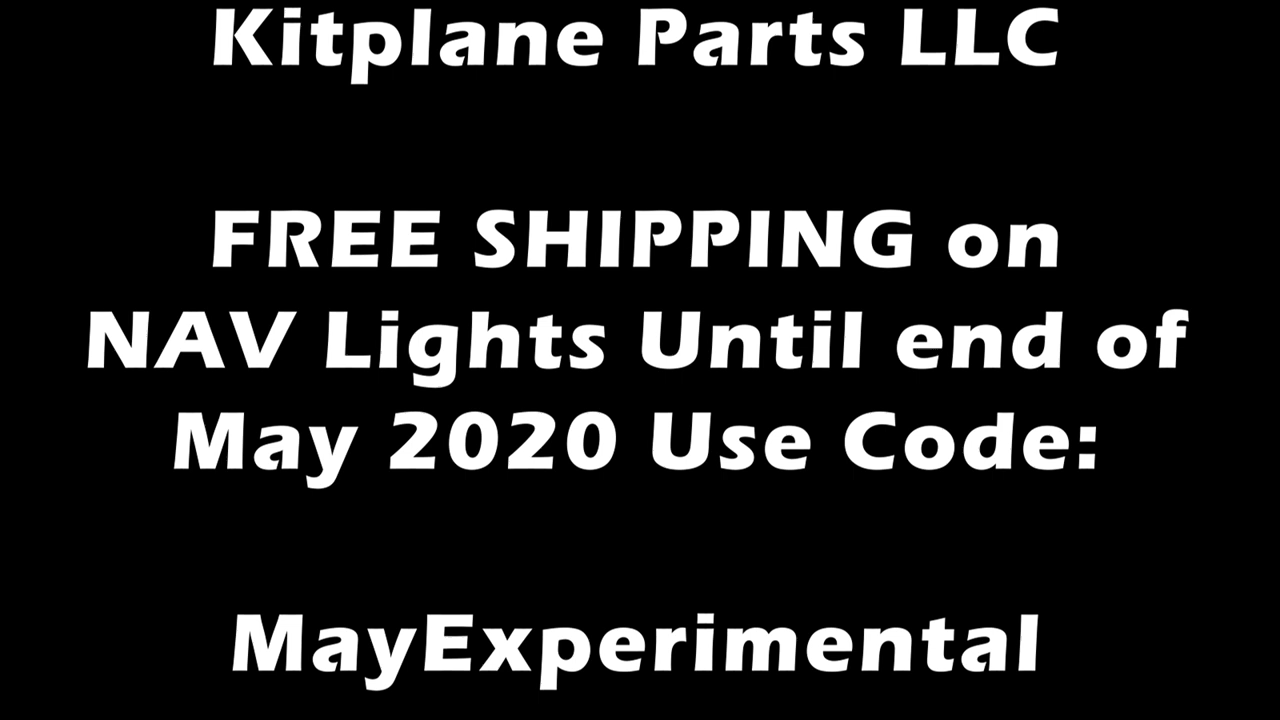 Kitplane Parts LLC
FREE SHIPPING on
NAV Lights Until end of
May 2020 Use Code:
MayExperimental